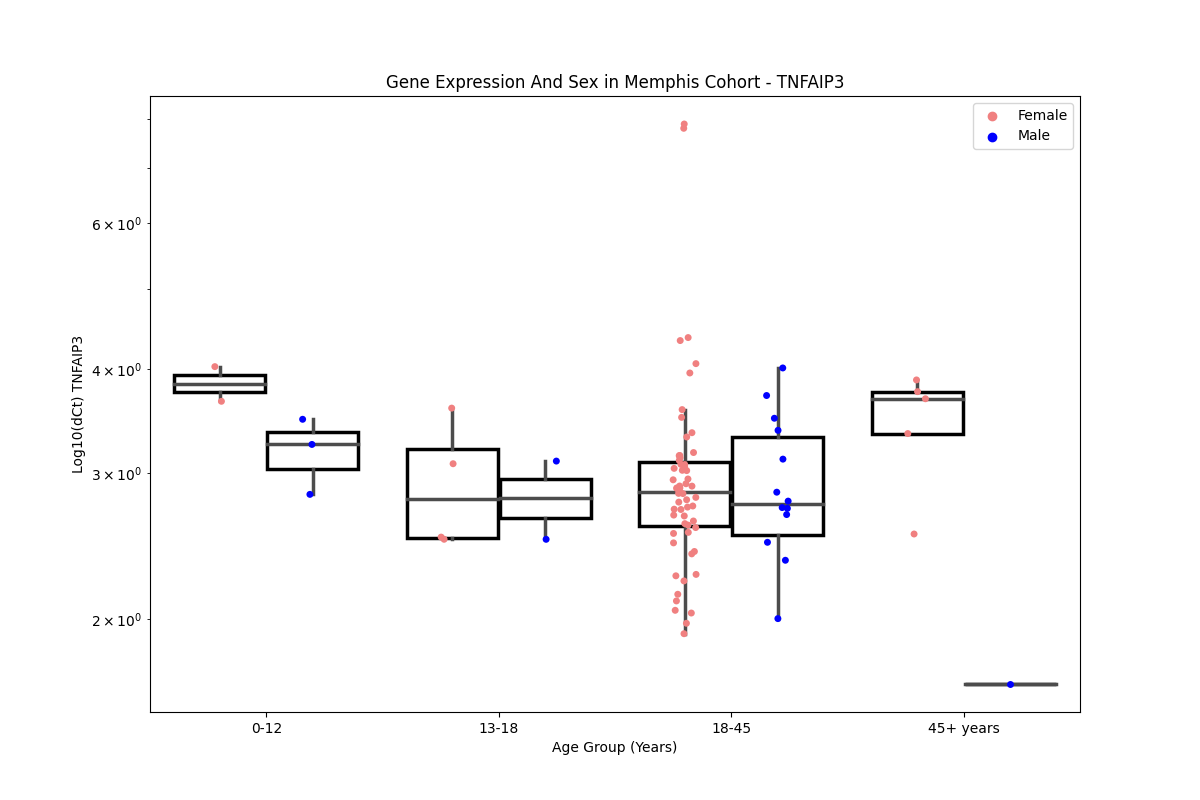 Gene Expression And Sex in Memphis Cohort - TNFAIP3
Female
Male
6 × 10⁰
4 × 10⁰
3 × 10⁰
2 × 10⁰
Log10(dCt) TNFAIP3
0-12
13-18
18-45
45+ years
Age Group (Years)